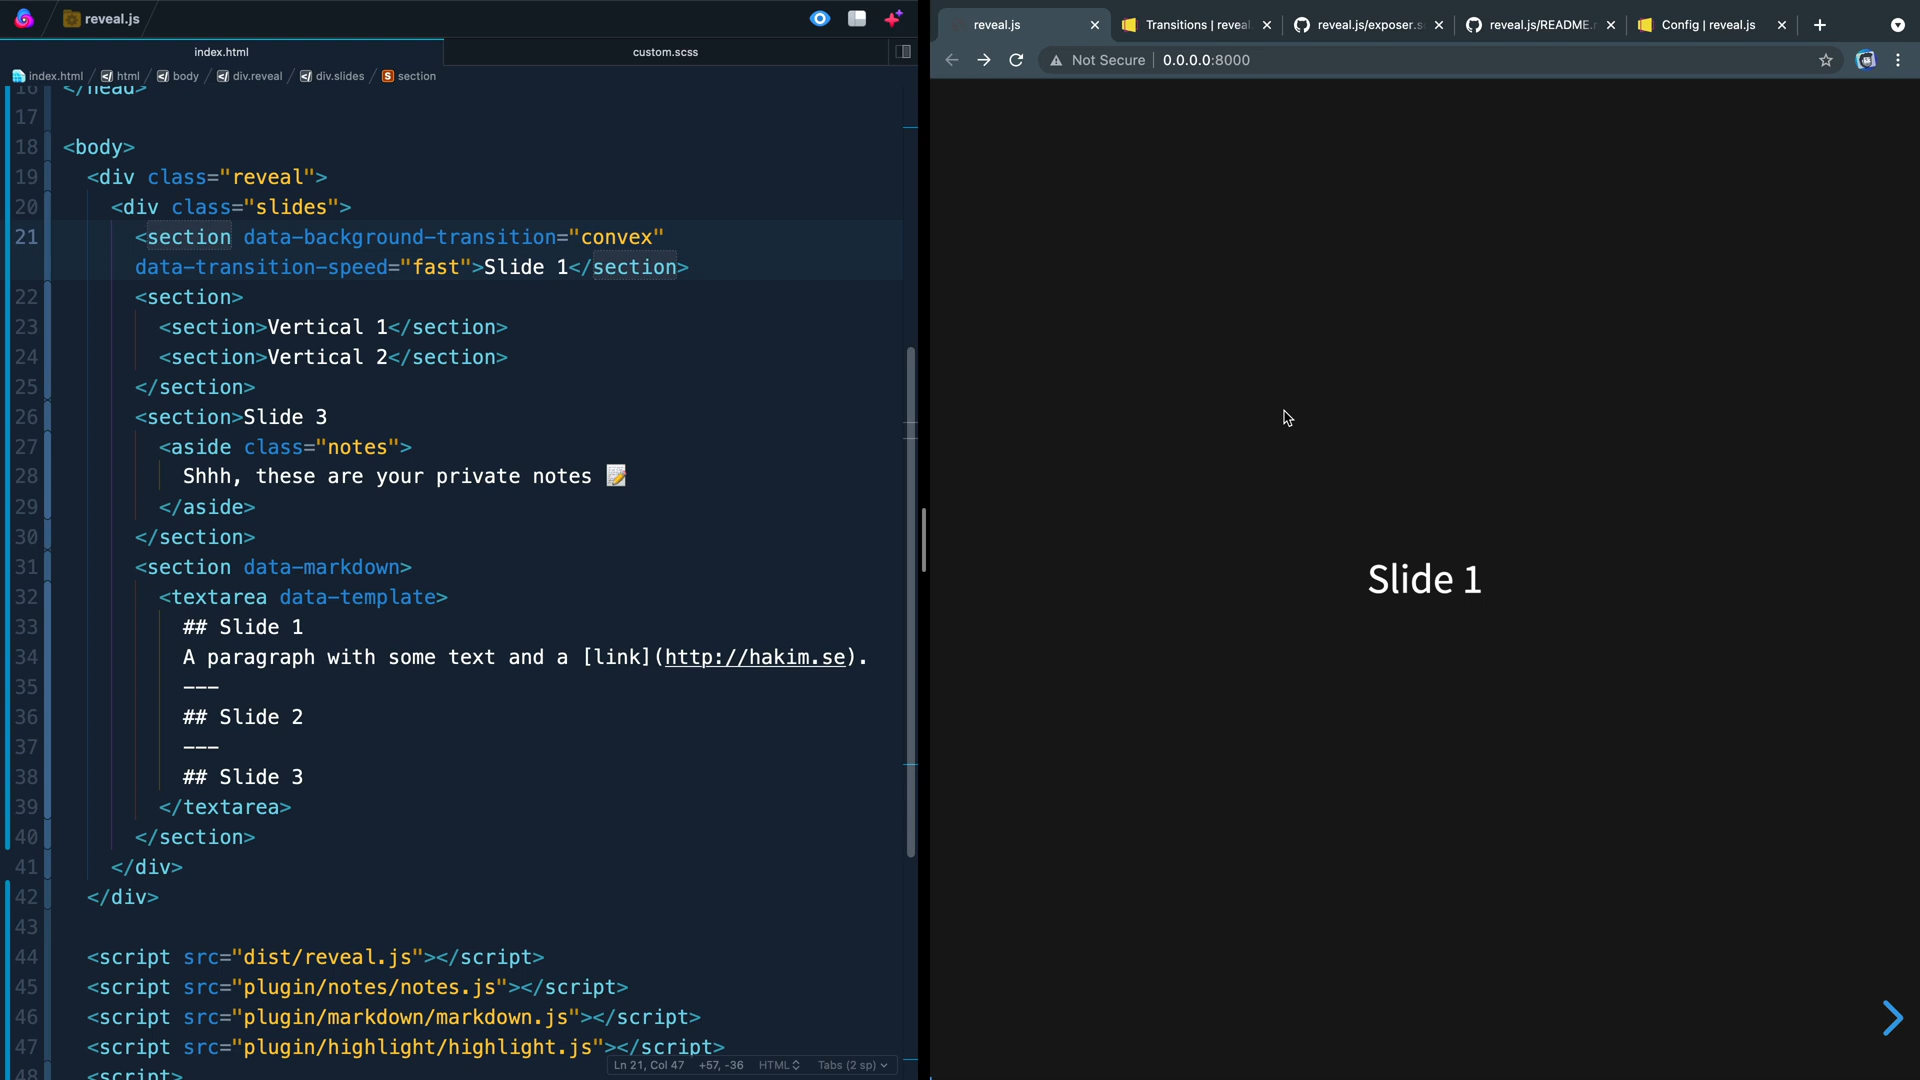 reveal.js
index.html
custom.scss
index.html html body div.reveal div.slides section
16 </head>
17
18 <body>
19 <div class="reveal">
20 <div class="slides">
21 <section data-background-transition="convex"
data-transition-speed="fast">Slide 1</section>
22 <section>
23 <section>Vertical 1</section>
24 <section>Vertical 2</section>
25 </section>
26 <section>Slide 3
27 <aside class="notes">
28 Shhh, these are your private notes 📝
29 </aside>
30 </section>
31 <section data-markdown>
32 <textarea data-template>
33 ## Slide 1
34 A paragraph with some text and a [link](http://hakim.se).
35 ---
36 ## Slide 2
37 ---
38 ## Slide 3
39 </textarea>
40 </section>
41 </div>
42 </div>
43
44 <script src="dist/reveal.js"></script>
45 <script src="plugin/notes/notes.js"></script>
46 <script src="plugin/markdown/markdown.js"></script>
47 <script src="plugin/highlight/highlight.js"></script>
48 <script>
Ln 21, Col 47 +57, -36 HTML Tabs (2 sp)
reveal.js
Transitions | reveal
reveal.js/exposer.s
reveal.js/README.r
Config | reveal.js
Not Secure 0.0.0.0:8000
Slide 1